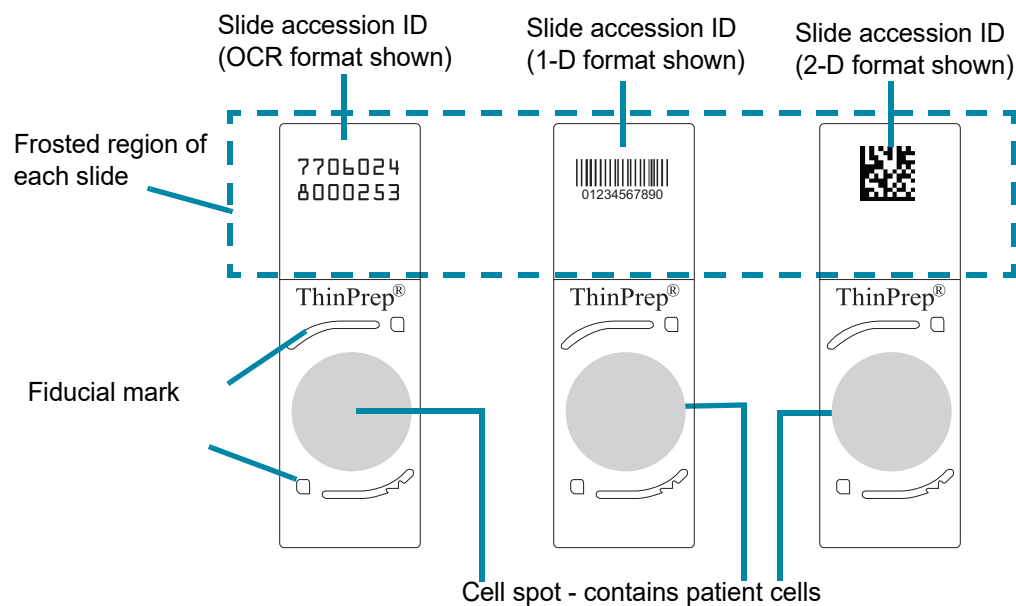 Slide accession ID
(OCR format shown)
Slide accession ID
(1-D format shown)
Slide accession ID
(2-D format shown)
Frosted region of
each slide
7706024
8000253
01234567890
ThinPrep®
ThinPrep®
ThinPrep®
Fiducial mark
Cell spot - contains patient cells